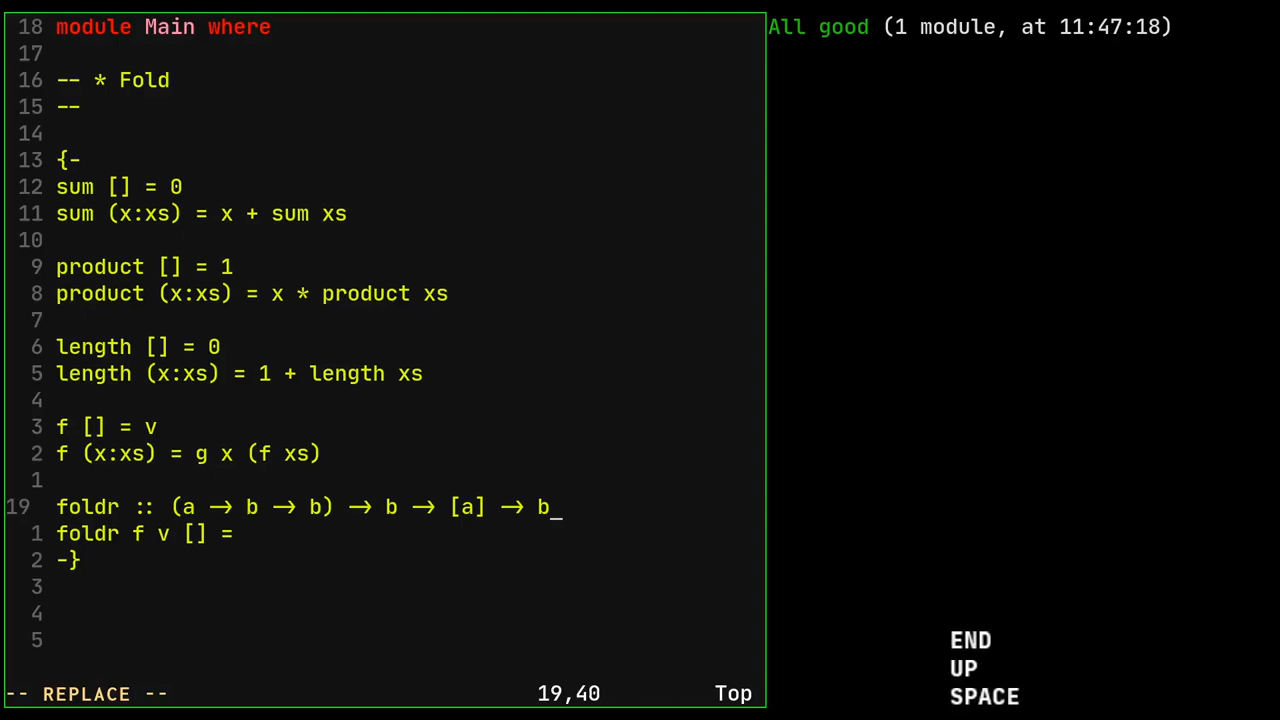 18 module Main where
17
16 -- * Fold
15 --
14
13 {-
12 sum [] = 0
11 sum (x:xs) = x + sum xs
10
9 product [] = 1
8 product (x:xs) = x * product xs
7
6 length [] = 0
5 length (x:xs) = 1 + length xs
4
3 f [] = v
2 f (x:xs) = g x (f xs)
1
19 foldr :: (a -> b -> b) -> b -> [a] -> b_
1 foldr f v [] =
2 -}
3
4
5
-- REPLACE -- 19,40 Top
All good (1 module, at 11:47:18)
END
UP
SPACE